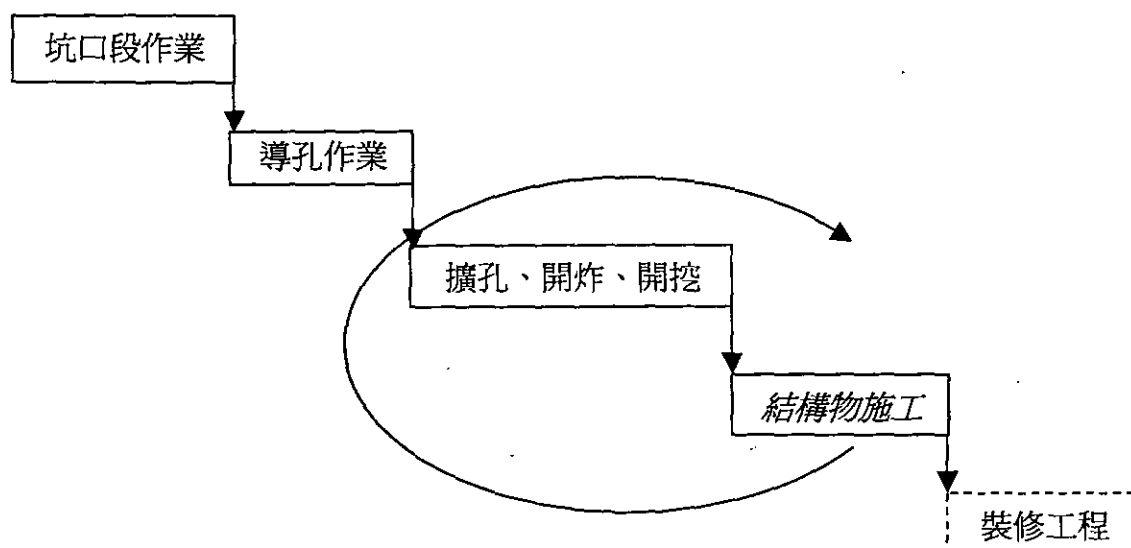 坑口段作業
導孔作業
擴孔、開炸、開挖
結構物施工
裝修工程